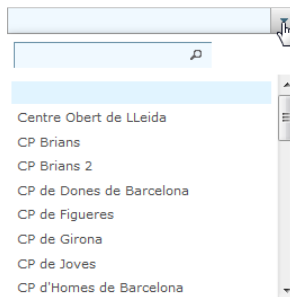 Centre Obert de LLeida
CP Brians
CP Brians 2
CP de Dones de Barcelona
CP de Figueres
CP de Girona
CP de Joves
CP d'Homes de Barcelona